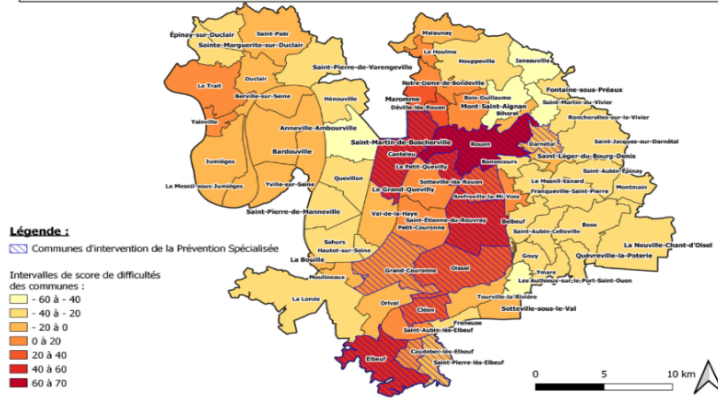 Malaunay
Saint-Paër
Épinay-sur-Duclair
Sainte-Marguerite-sur-Duclair
Le Houlme
Houppeville
Isneauville
Saint-Pierre-de-Varengeville
Duclair
Le Trait
Notre-Dame-de-Bondeville
Fontaine-sous-Préaux
Bois-Guillaume
Berville-sur-Seine
Hénouville
Maromme
Mont-Saint-Aignan
Saint-Martin-du-Vivier
Déville-lès-Rouen
Bihorel
Roncherolles-sur-le-Vivier
Yainville
Anneville-Ambourville
Saint-Martin de Boscherville
Rouen
Darnétal
Saint-Jacques-sur-Darnétal
Bardouville
Canteleu
Saint-Léger-du-Bourg-Denis
Jumièges
Le Petit-Quevilly
Bonsecours
Saint-Aubin-Épinay
Quevillon
Sotteville-lès-Rouen
Le Mesnil-Esnard
Le Mesnil-sous-Jumièges
Yville-sur-Seine
Le Grand-Quevilly
Amfreville-la-Mi-Voie
Franqueville-Saint-Pierre
Montmain
Saint-Pierre-de-Manneville
Val-de-la-Haye
Saint-Étienne-du-Rouvray
Petit-Couronne
Belbeuf
Boos
Saint-Aubin-Celloville
Sahurs
La Neuville-Chant-d'Oisel
Hautot-sur-Seine
Gouy
Quévreville-la-Poterie
La Bouille
Grand-Couronne
Oissel
Ymare
Moulineaux
Les Authieux-sur-le-Port-Saint-Ouen
La Londe
Orival
Tourville-la-Rivière
Cléon
Sotteville-sous-le-Val
Freneuse
Saint-Aubin-lès-Elbeuf
Elbeuf
Caudebec-lès-Elbeuf
Saint-Pierre-lès-Elbeuf
Légende :
Communes d'intervention de la Prévention Spécialisée
Intervalles de score de difficultés
des communes :
- 60 à - 40
- 40 à - 20
- 20 à 0
0 à 20
20 à 40
40 à 60
60 à 70
0 5 10 km